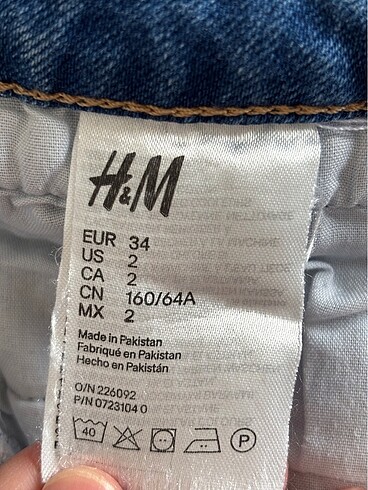 H&M
EUR 34
US 2
CA 2
CN 160/64A
MX 2
Made in Pakistan
Fabriqué en Pakistan
Hecho en Pakistán
O/N 226092
P/N 0723104 0
40 P